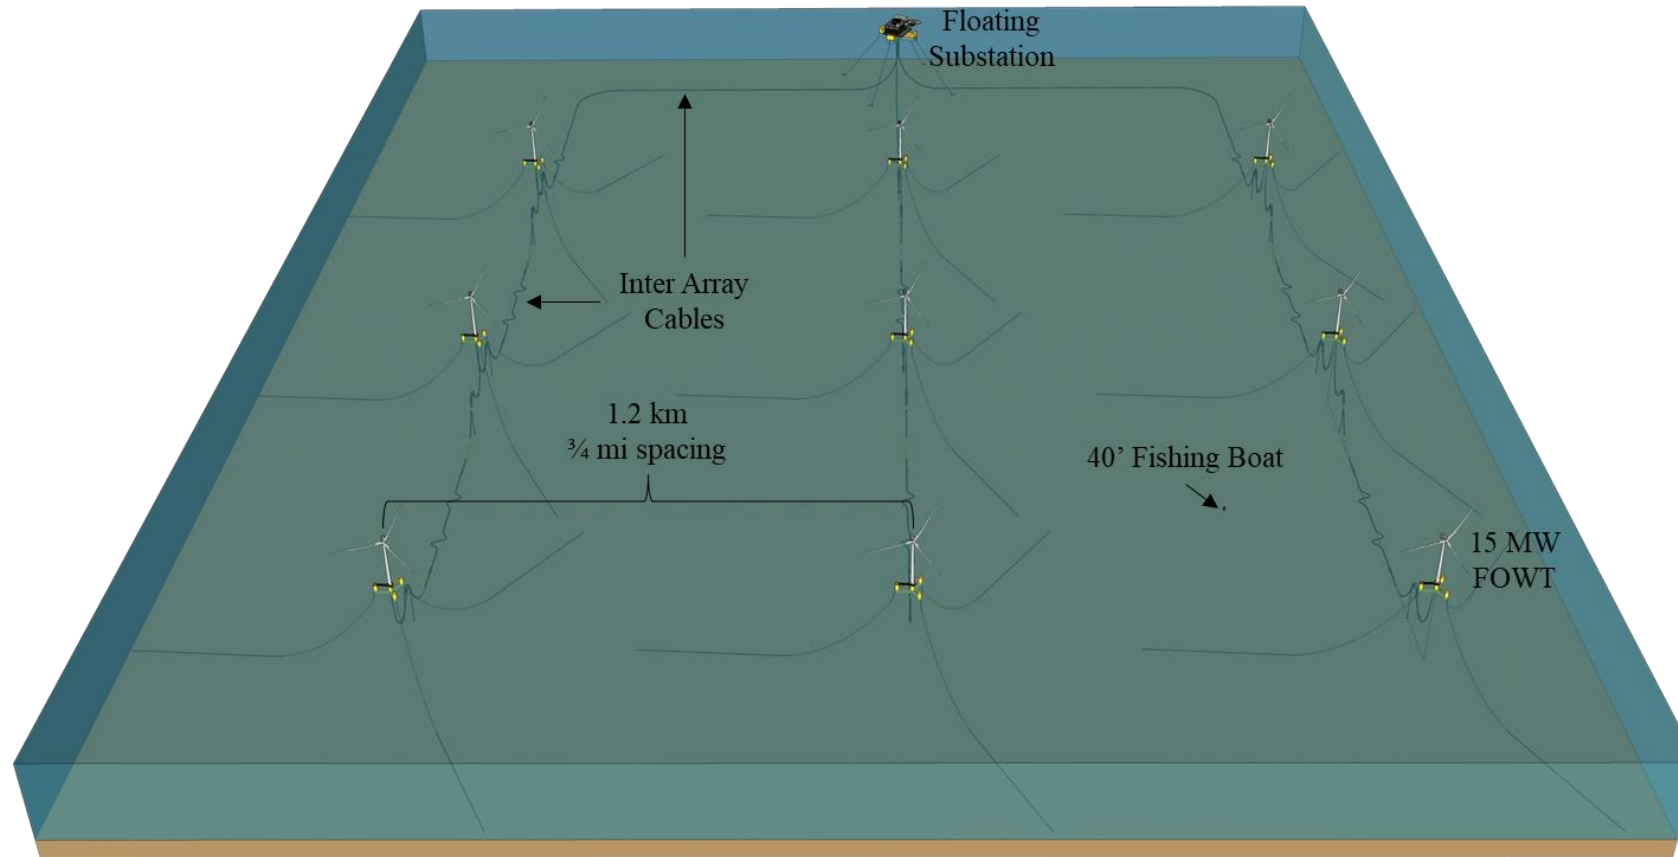 Floating
Substation
Inter Array
Cables
1.2 km
¾ mi spacing
40’ Fishing Boat
15 MW
FOWT